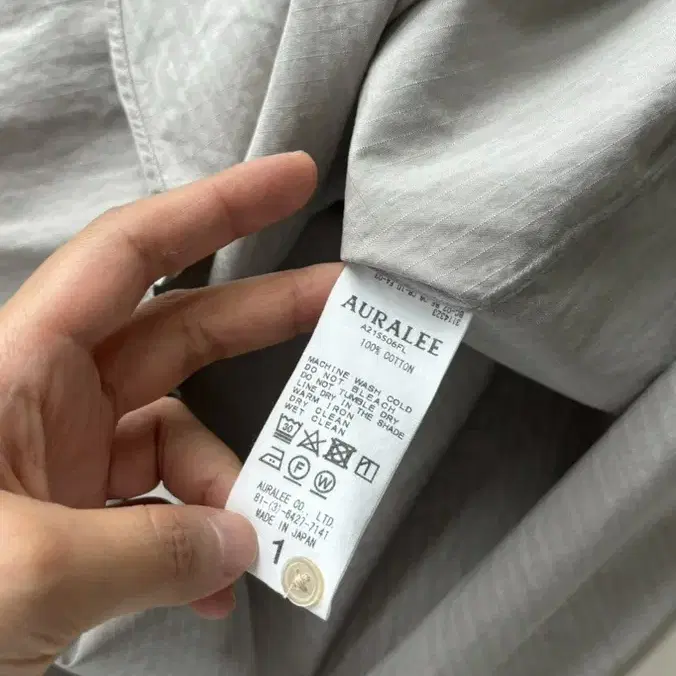 AURALEE
A21SS06FL
100% COTTON
MACHINE WASH COLD
DO NOT BLEACH
DO NOT TUMBLE DRY
LINE DRY IN THE SHADE
WARM IRON
DRY CLEAN
WET CLEAN
30
F
W
AURALEE CO., LTD.
81-(3)-6427-7141
MADE IN JAPAN
1